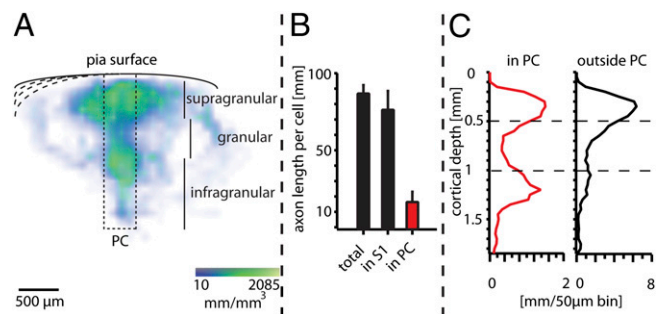 A
pia surface
supragranular
granular
infragranular
PC
500 µm
10 2085
mm/mm³
B
axon length per cell [mm]
100
50
10
total
in S1
in PC
C
in PC
outside PC
cortical depth [mm]
0
0.5
1
1.5
0 2 0 8
[mm/50µm bin]